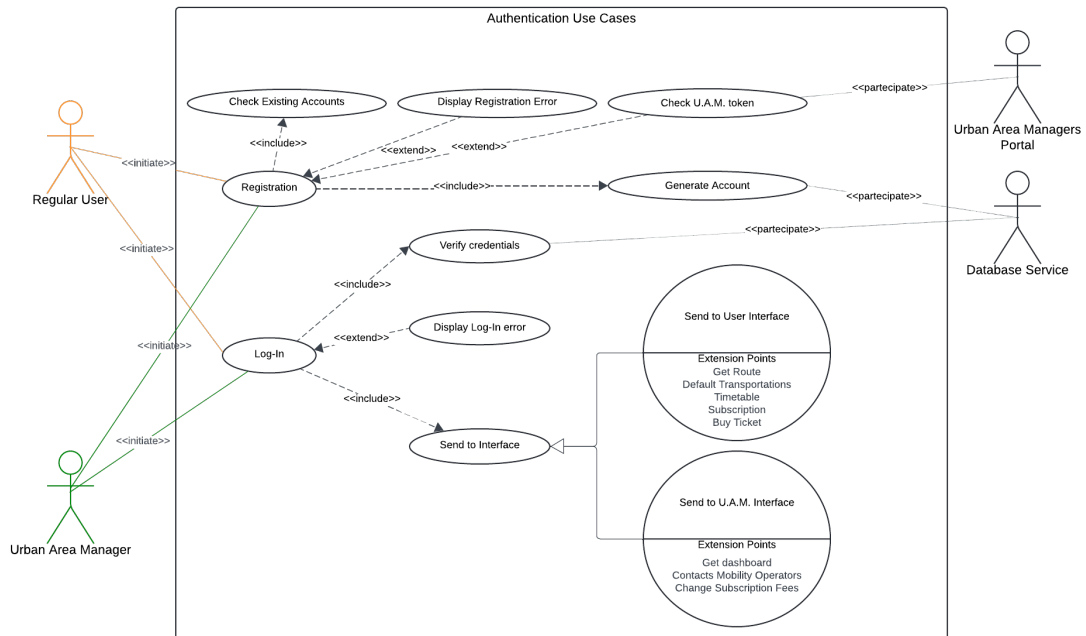 Authentication Use Cases
Check Existing Accounts
Display Registration Error
Check U.A.M. token
<<partecipate>>
Urban Area Managers
Portal
<<include>>
<<extend>>
<<extend>>
<<initiate>>
Regular User
Registration
<<include>>
Generate Account
<<partecipate>>
<<initiate>>
Verify credentials
<<partecipate>>
Database Service
<<include>>
Send to User Interface
Display Log-In error
<<extend>>
<<initiate>>
Log-In
Extension Points
Get Route
Default Transportations
Timetable
Subscription
Buy Ticket
<<include>>
<<initiate>>
Send to Interface
Send to U.A.M. Interface
Urban Area Manager
Extension Points
Get dashboard
Contacts Mobility Operators
Change Subscription Fees